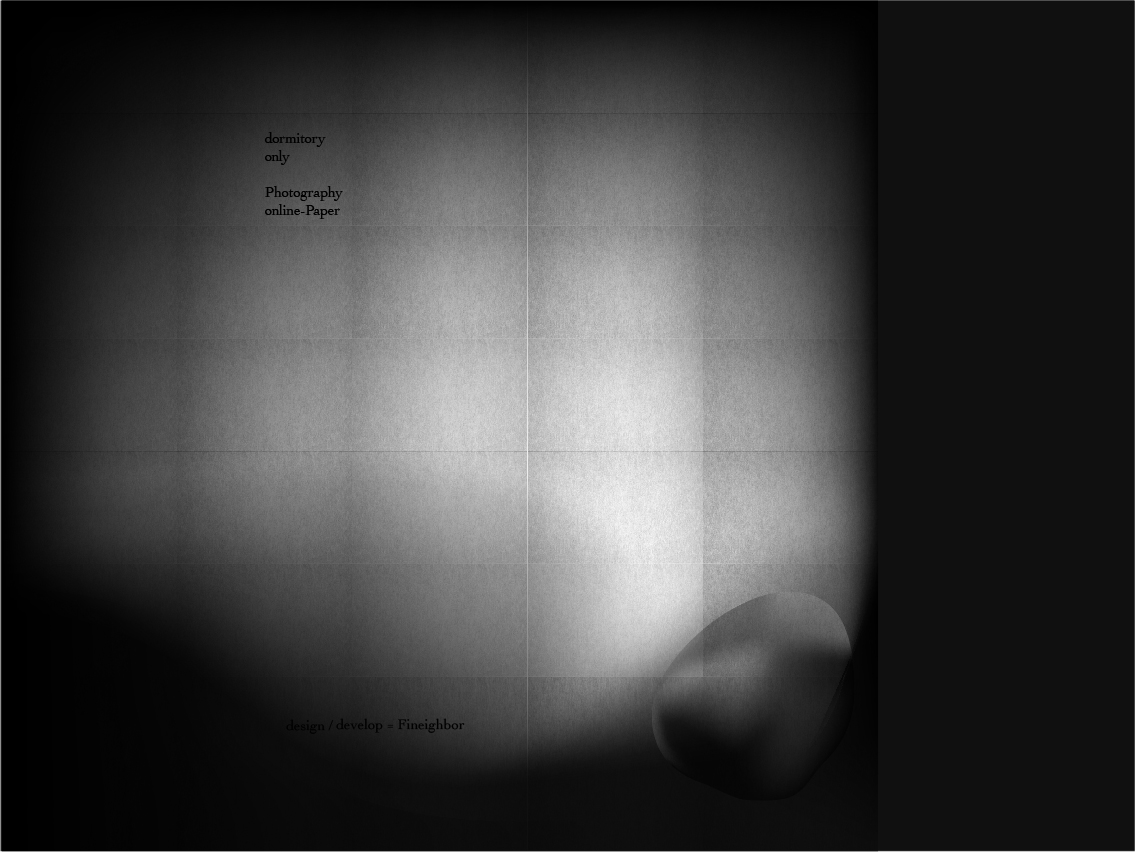 dormitory
only
Photography
online-Paper
design / develop = Fineighbor